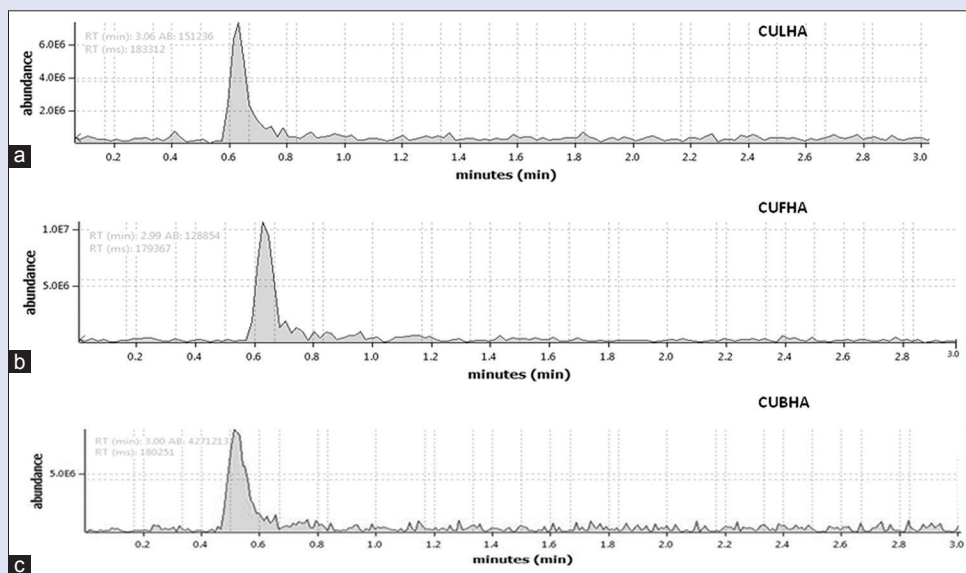 CULHA
RT (min): 3.06 AB: 151236
RT (ms): 183312
abundance
6.0E6
4.0E6
2.0E6
0.2 0.4 0.6 0.8 1.0 1.2 1.4 1.6 1.8 2.0 2.2 2.4 2.6 2.8 3.0
minutes (min)
a
CUFHA
RT (min): 2.99 AB: 128854
RT (ms): 179367
abundance
1.0E7
5.0E6
0.2 0.4 0.6 0.8 1.0 1.2 1.4 1.6 1.8 2.0 2.2 2.4 2.6 2.8 3.0
minutes (min)
b
CUBHA
RT (min): 3.00 AB: 4271213
RT (ms): 180251
abundance
5.0E6
0.2 0.4 0.6 0.8 1.0 1.2 1.4 1.6 1.8 2.0 2.2 2.4 2.6 2.8 3.0
minutes (min)
c